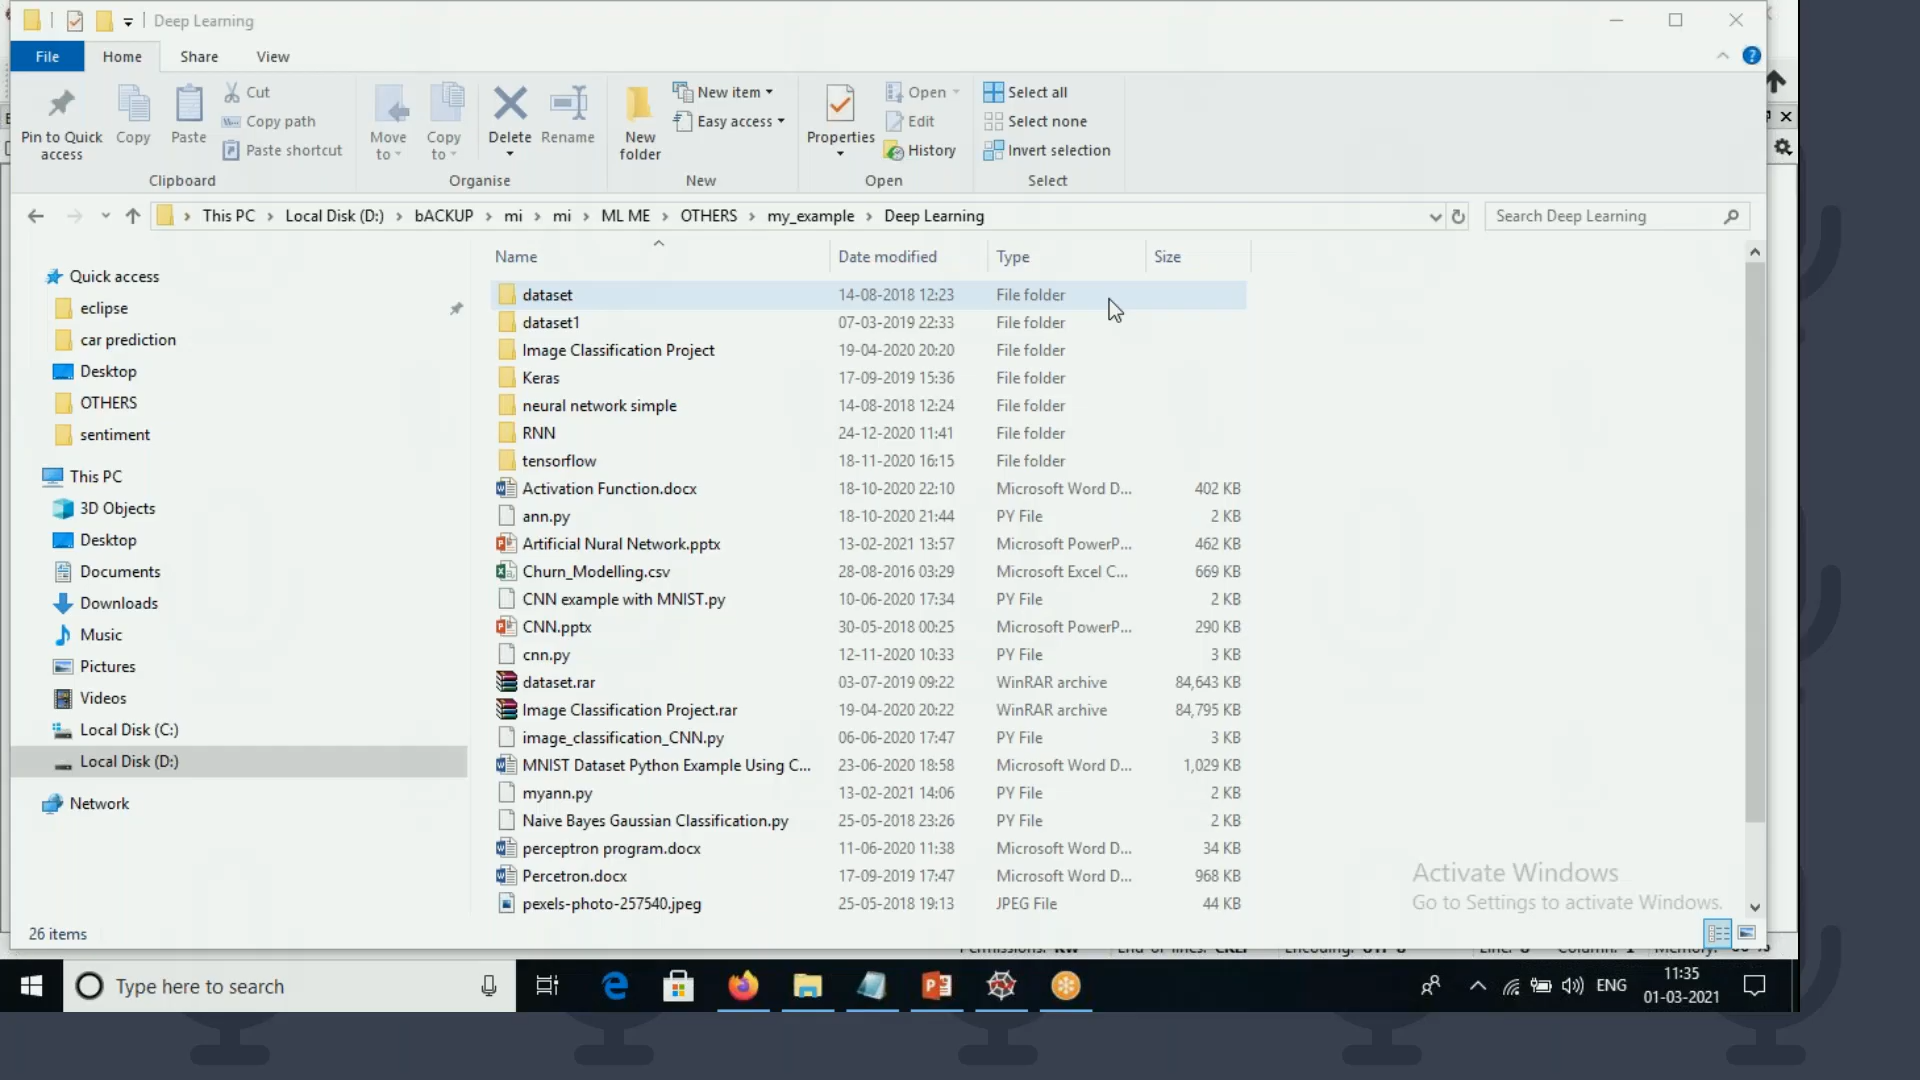 Deep Learning
File Home Share View
Pin to Quick access
Copy
Paste
Cut
Copy path
Paste shortcut
Clipboard
Move to
Copy to
Delete
Rename
Organise
New folder
New item
Easy access
New
Properties
Open
Edit
History
Open
Select all
Select none
Invert selection
Select
This PC > Local Disk (D:) > bACKUP > mi > mi > ML ME > OTHERS > my_example > Deep Learning
Search Deep Learning
Quick access
eclipse
car prediction
Desktop
OTHERS
sentiment
This PC
3D Objects
Desktop
Documents
Downloads
Music
Pictures
Videos
Local Disk (C:)
Local Disk (D:)
Network
Name Date modified Type Size
dataset 14-08-2018 12:23 File folder
dataset1 07-03-2019 22:33 File folder
Image Classification Project 19-04-2020 20:20 File folder
Keras 17-09-2019 15:36 File folder
neural network simple 14-08-2018 12:24 File folder
RNN 24-12-2020 11:41 File folder
tensorflow 18-11-2020 16:15 File folder
Activation Function.docx 18-10-2020 22:10 Microsoft Word D... 402 KB
ann.py 18-10-2020 21:44 PY File 2 KB
Artificial Nural Network.pptx 13-02-2021 13:57 Microsoft PowerP... 462 KB
Churn_Modelling.csv 28-08-2016 03:29 Microsoft Excel C... 669 KB
CNN example with MNIST.py 10-06-2020 17:34 PY File 2 KB
CNN.pptx 30-05-2018 00:25 Microsoft PowerP... 290 KB
cnn.py 12-11-2020 10:33 PY File 3 KB
dataset.rar 03-07-2019 09:22 WinRAR archive 84,643 KB
Image Classification Project.rar 19-04-2020 20:22 WinRAR archive 84,795 KB
image_classification_CNN.py 06-06-2020 17:47 PY File 3 KB
MNIST Dataset Python Example Using C... 23-06-2020 18:58 Microsoft Word D... 1,029 KB
myann.py 13-02-2021 14:06 PY File 2 KB
Naive Bayes Gaussian Classification.py 25-05-2018 23:26 PY File 2 KB
perceptron program.docx 11-06-2020 11:38 Microsoft Word D... 34 KB
Percetron.docx 17-09-2019 17:47 Microsoft Word D... 968 KB
pexels-photo-257540.jpeg 25-05-2018 19:13 JPEG File 44 KB
Activate Windows
Go to Settings to activate Windows.
26 items
Type here to search
ENG
11:35
01-03-2021